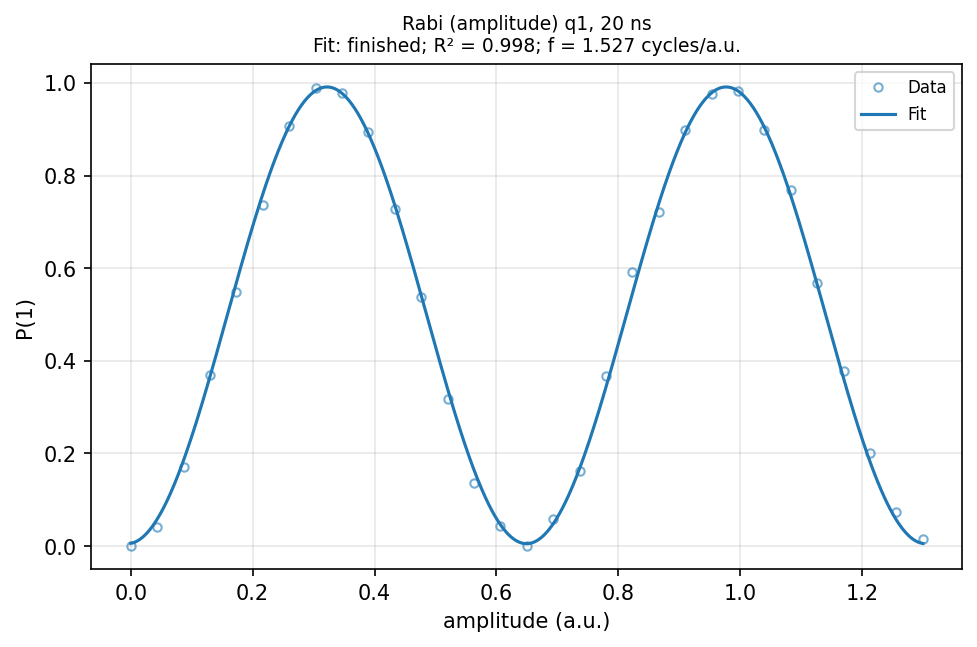 Rabi (amplitude) q1, 20 ns
Fit: finished; R² = 0.998; f = 1.527 cycles/a.u.
Data
Fit
1.0
0.8
0.6
0.4
0.2
0.0
P(1)
0.0 0.2 0.4 0.6 0.8 1.0 1.2
amplitude (a.u.)